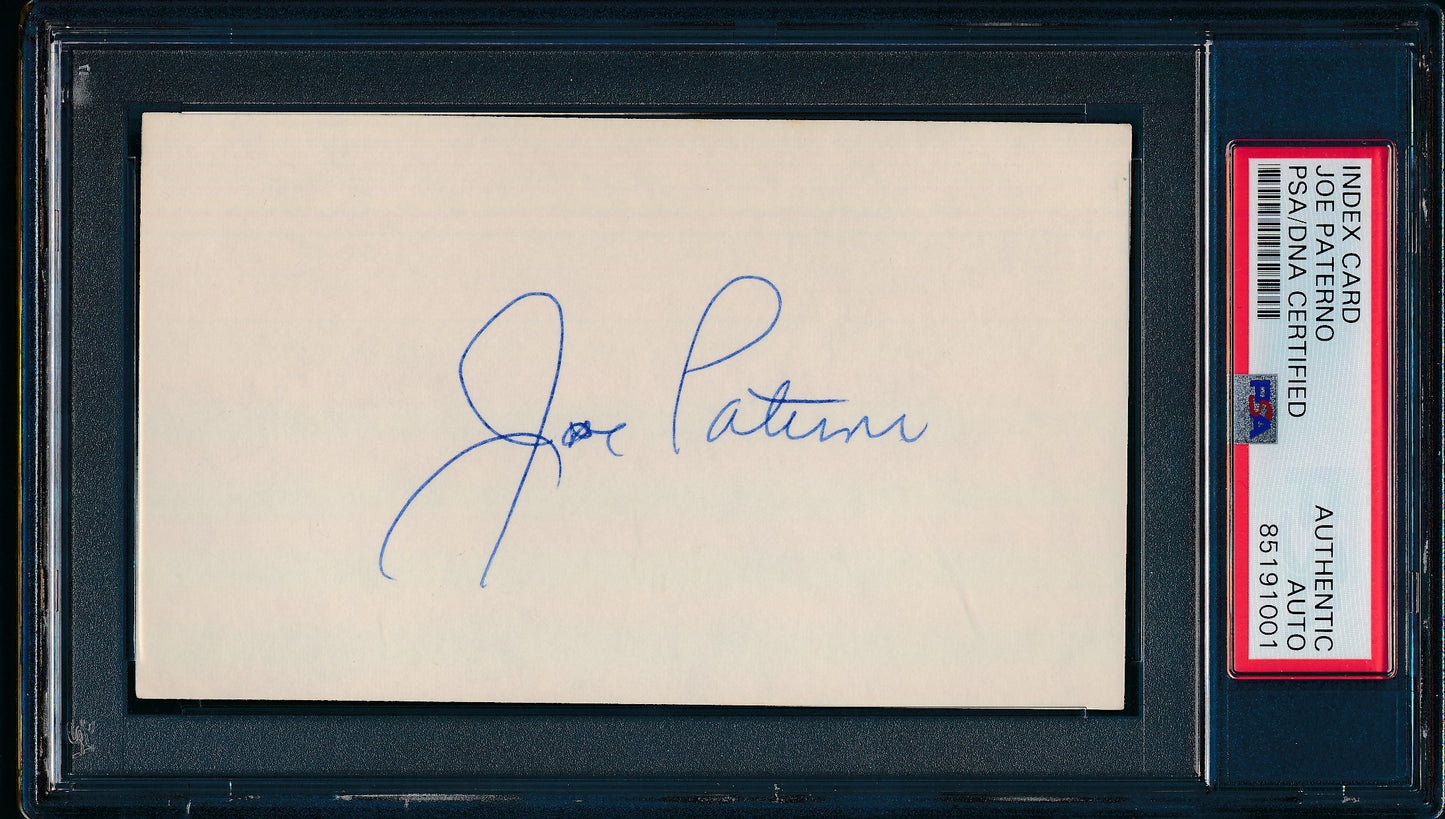 Joe Paterno
INDEX CARD
JOE PATERNO
PSA/DNA CERTIFIED
AUTHENTIC
AUTO
85191001
PSA